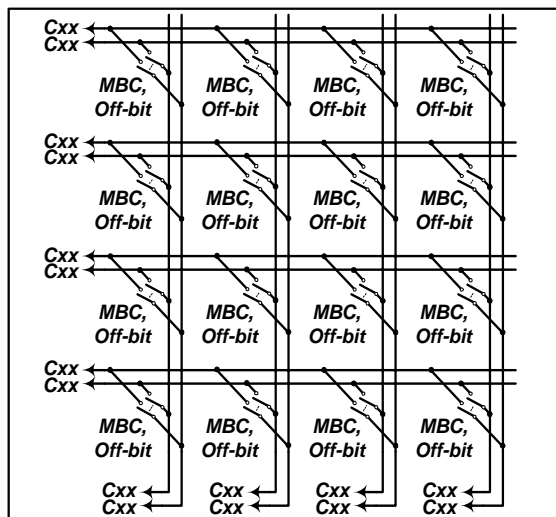 Cxx
Cxx
MBC, MBC, MBC, MBC,
Off-bit Off-bit Off-bit Off-bit
Cxx
Cxx
MBC, MBC, MBC, MBC,
Off-bit Off-bit Off-bit Off-bit
Cxx
Cxx
MBC, MBC, MBC, MBC,
Off-bit Off-bit Off-bit Off-bit
Cxx
Cxx
MBC, MBC, MBC, MBC,
Off-bit Off-bit Off-bit Off-bit
Cxx Cxx Cxx Cxx
Cxx Cxx Cxx Cxx